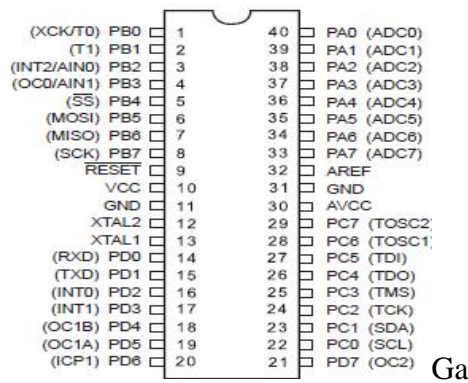 (XCK/T0) PB0 1 40 PA0 (ADC0)
(T1) PB1 2 39 PA1 (ADC1)
(INT2/AIN0) PB2 3 38 PA2 (ADC2)
(OC0/AIN1) PB3 4 37 PA3 (ADC3)
(SS) PB4 5 36 PA4 (ADC4)
(MOSI) PB5 6 35 PA5 (ADC5)
(MISO) PB6 7 34 PA6 (ADC6)
(SCK) PB7 8 33 PA7 (ADC7)
RESET 9 32 AREF
VCC 10 31 GND
GND 11 30 AVCC
XTAL2 12 29 PC7 (TOSC2)
XTAL1 13 28 PC6 (TOSC1)
(RXD) PD0 14 27 PC5 (TDI)
(TXD) PD1 15 26 PC4 (TDO)
(INT0) PD2 16 25 PC3 (TMS)
(INT1) PD3 17 24 PC2 (TCK)
(OC1B) PD4 18 23 PC1 (SDA)
(OC1A) PD5 19 22 PC0 (SCL)
(ICP1) PD6 20 21 PD7 (OC2)
Ga